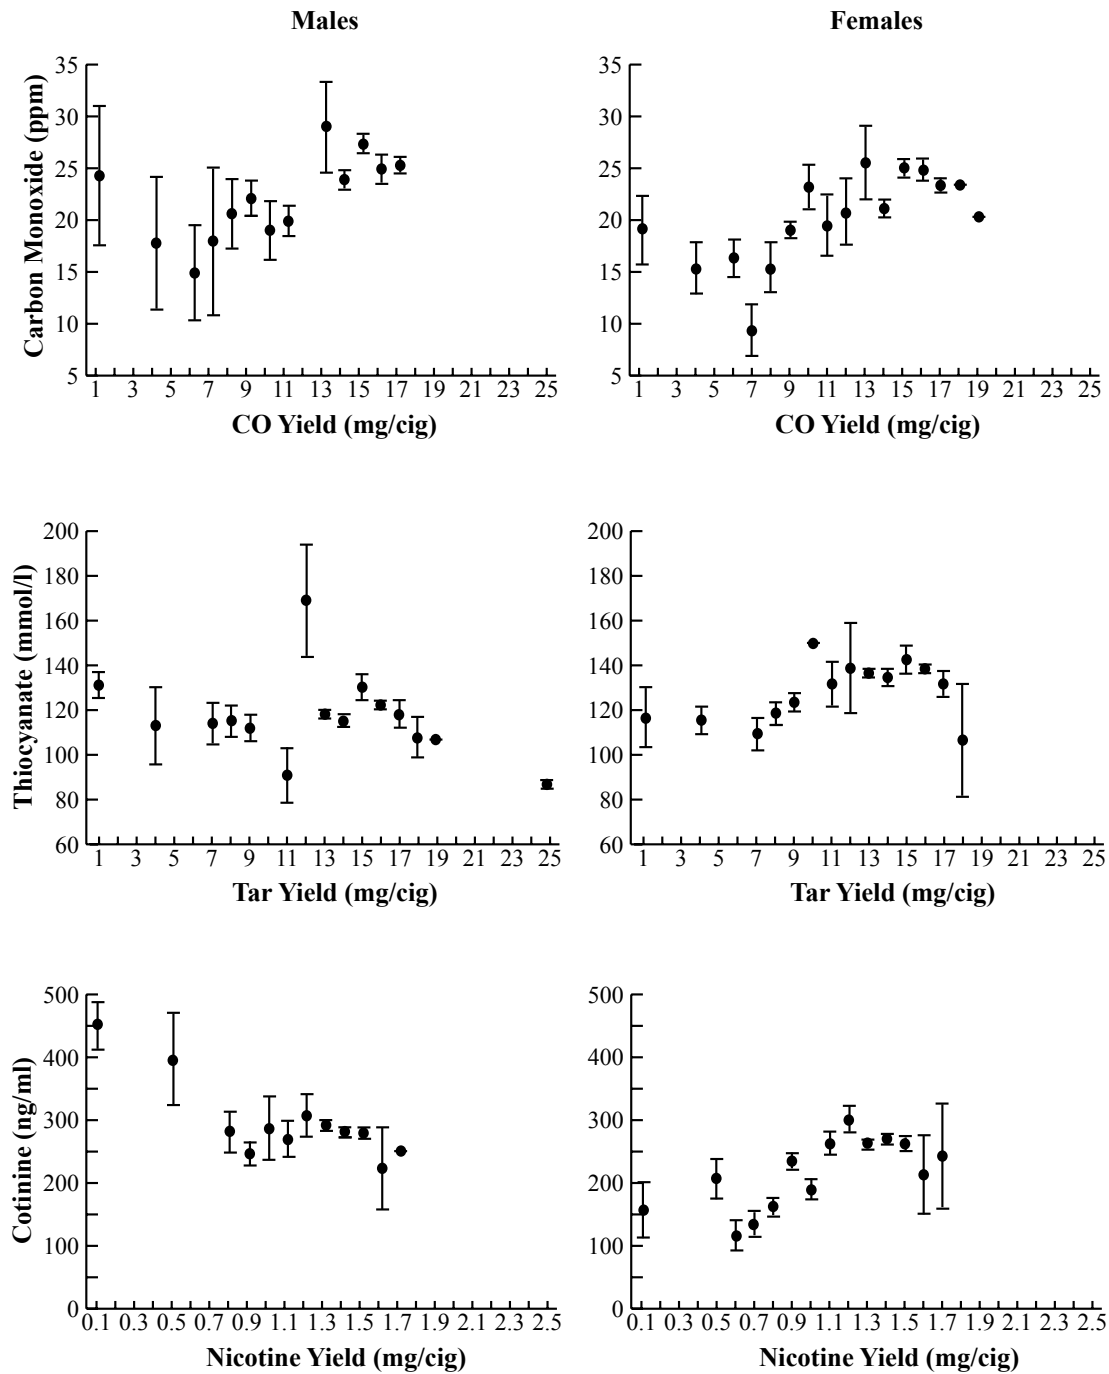 Males
Females
Carbon Monoxide (ppm)
35
30
25
20
15
10
5
1 3 5 7 9 11 13 15 17 19 21 23 25
CO Yield (mg/cig)
35
30
25
20
15
10
5
1 3 5 7 9 11 13 15 17 19 21 23 25
CO Yield (mg/cig)
Thiocyanate (mmol/l)
200
180
160
140
120
100
80
60
1 3 5 7 9 11 13 15 17 19 21 23 25
Tar Yield (mg/cig)
200
180
160
140
120
100
80
60
1 3 5 7 9 11 13 15 17 19 21 23 25
Tar Yield (mg/cig)
Cotinine (ng/ml)
500
400
300
200
100
0
0.1 0.3 0.5 0.7 0.9 1.1 1.3 1.5 1.7 1.9 2.1 2.3 2.5
Nicotine Yield (mg/cig)
500
400
300
200
100
0
0.1 0.3 0.5 0.7 0.9 1.1 1.3 1.5 1.7 1.9 2.1 2.3 2.5
Nicotine Yield (mg/cig)